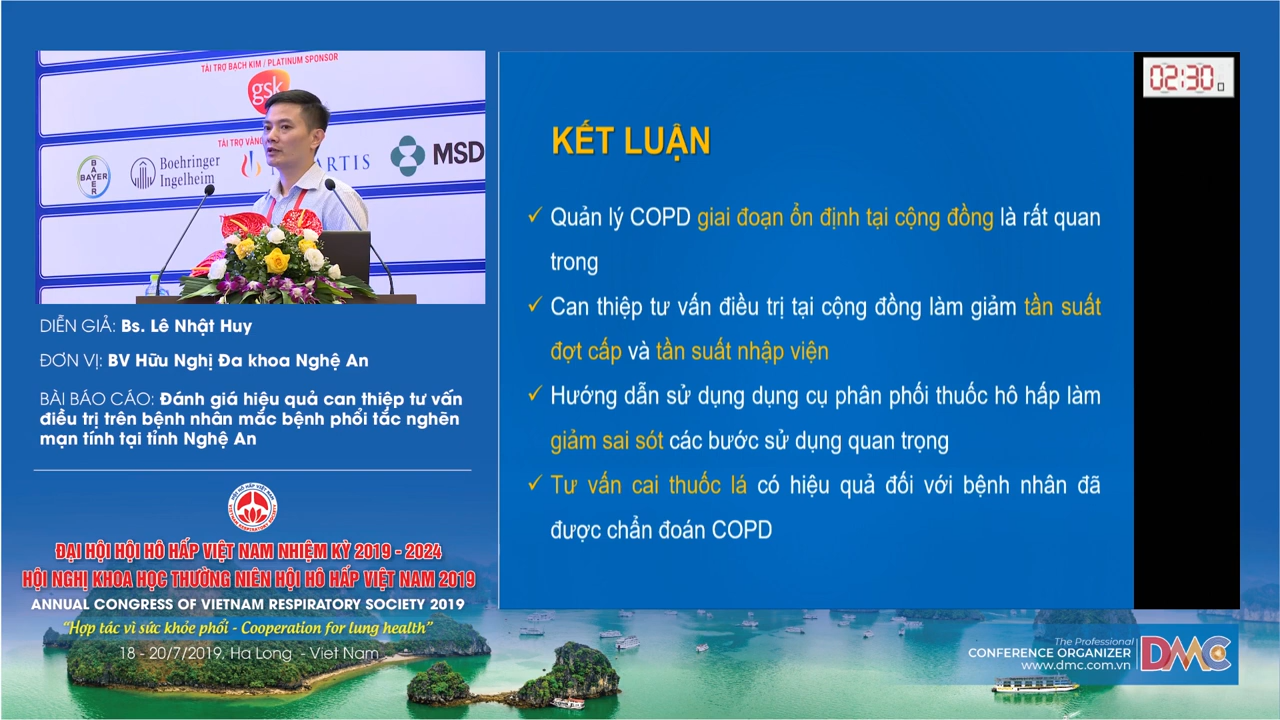 TÀI TRỢ BẠCH KIM / PLATINUM SPONSOR
gsk
TÀI TRỢ VÀNG
BAYER
BAYER
Boehringer
Ingelheim
MSD
DIỄN GIẢ: Bs. Lê Nhật Huy
ĐƠN VỊ: BV Hữu Nghị Đa khoa Nghệ An
BÀI BÁO CÁO: Đánh giá hiệu quả can thiệp tư vấn
điều trị trên bệnh nhân mắc bệnh phổi tắc nghẽn
mạn tính tại tỉnh Nghệ An
HỘI HÔ HẤP VIỆT NAM
VIETNAM RESPIRATORY SOCIETY
ĐẠI HỘI HỘI HÔ HẤP VIỆT NAM NHIỆM KỲ 2019 - 2024
HỘI NGHỊ KHOA HỌC THƯỜNG NIÊN HỘI HÔ HẤP VIỆT NAM 2019
ANNUAL CONGRESS OF VIETNAM RESPIRATORY SOCIETY 2019
“Hợp tác vì sức khỏe phổi - Cooperation for lung health”
18 - 20/7/2019, Ha Long - Viet Nam
KẾT LUẬN
✓ Quản lý COPD giai đoạn ổn định tại cộng đồng là rất quan
trong
✓ Can thiệp tư vấn điều trị tại cộng đồng làm giảm tần suất
đợt cấp và tần suất nhập viện
✓ Hướng dẫn sử dụng dụng cụ phân phối thuốc hô hấp làm
giảm sai sót các bước sử dụng quan trọng
✓ Tư vấn cai thuốc lá có hiệu quả đối với bệnh nhân đã
được chẩn đoán COPD
02:30
The Professional
CONFERENCE ORGANIZER
www.dmc.com.vn
DMC